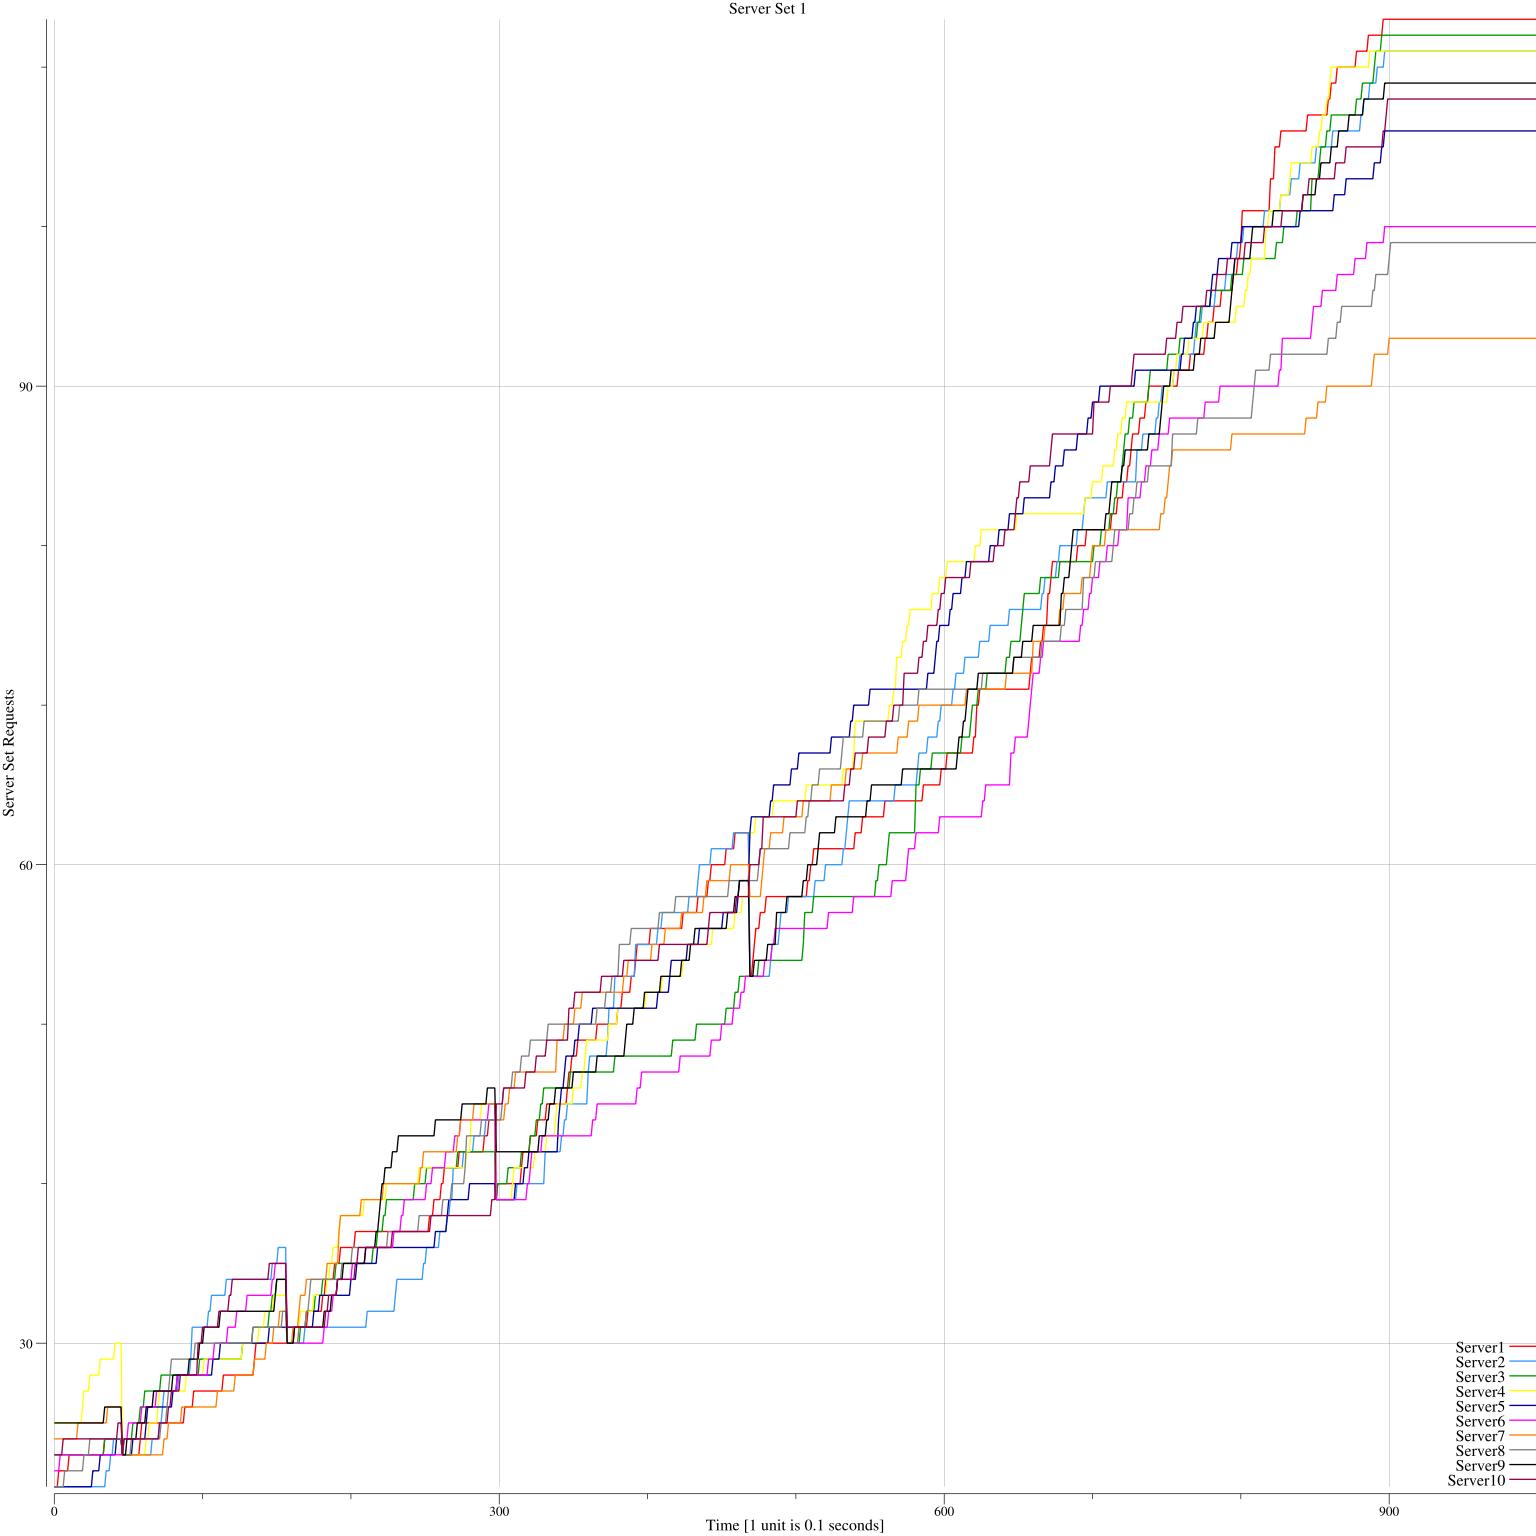 Server Set 1
Server Set Requests
90
60
30
Server1
Server2
Server3
Server4
Server5
Server6
Server7
Server8
Server9
Server10
0
300
600
900
Time [1 unit is 0.1 seconds]